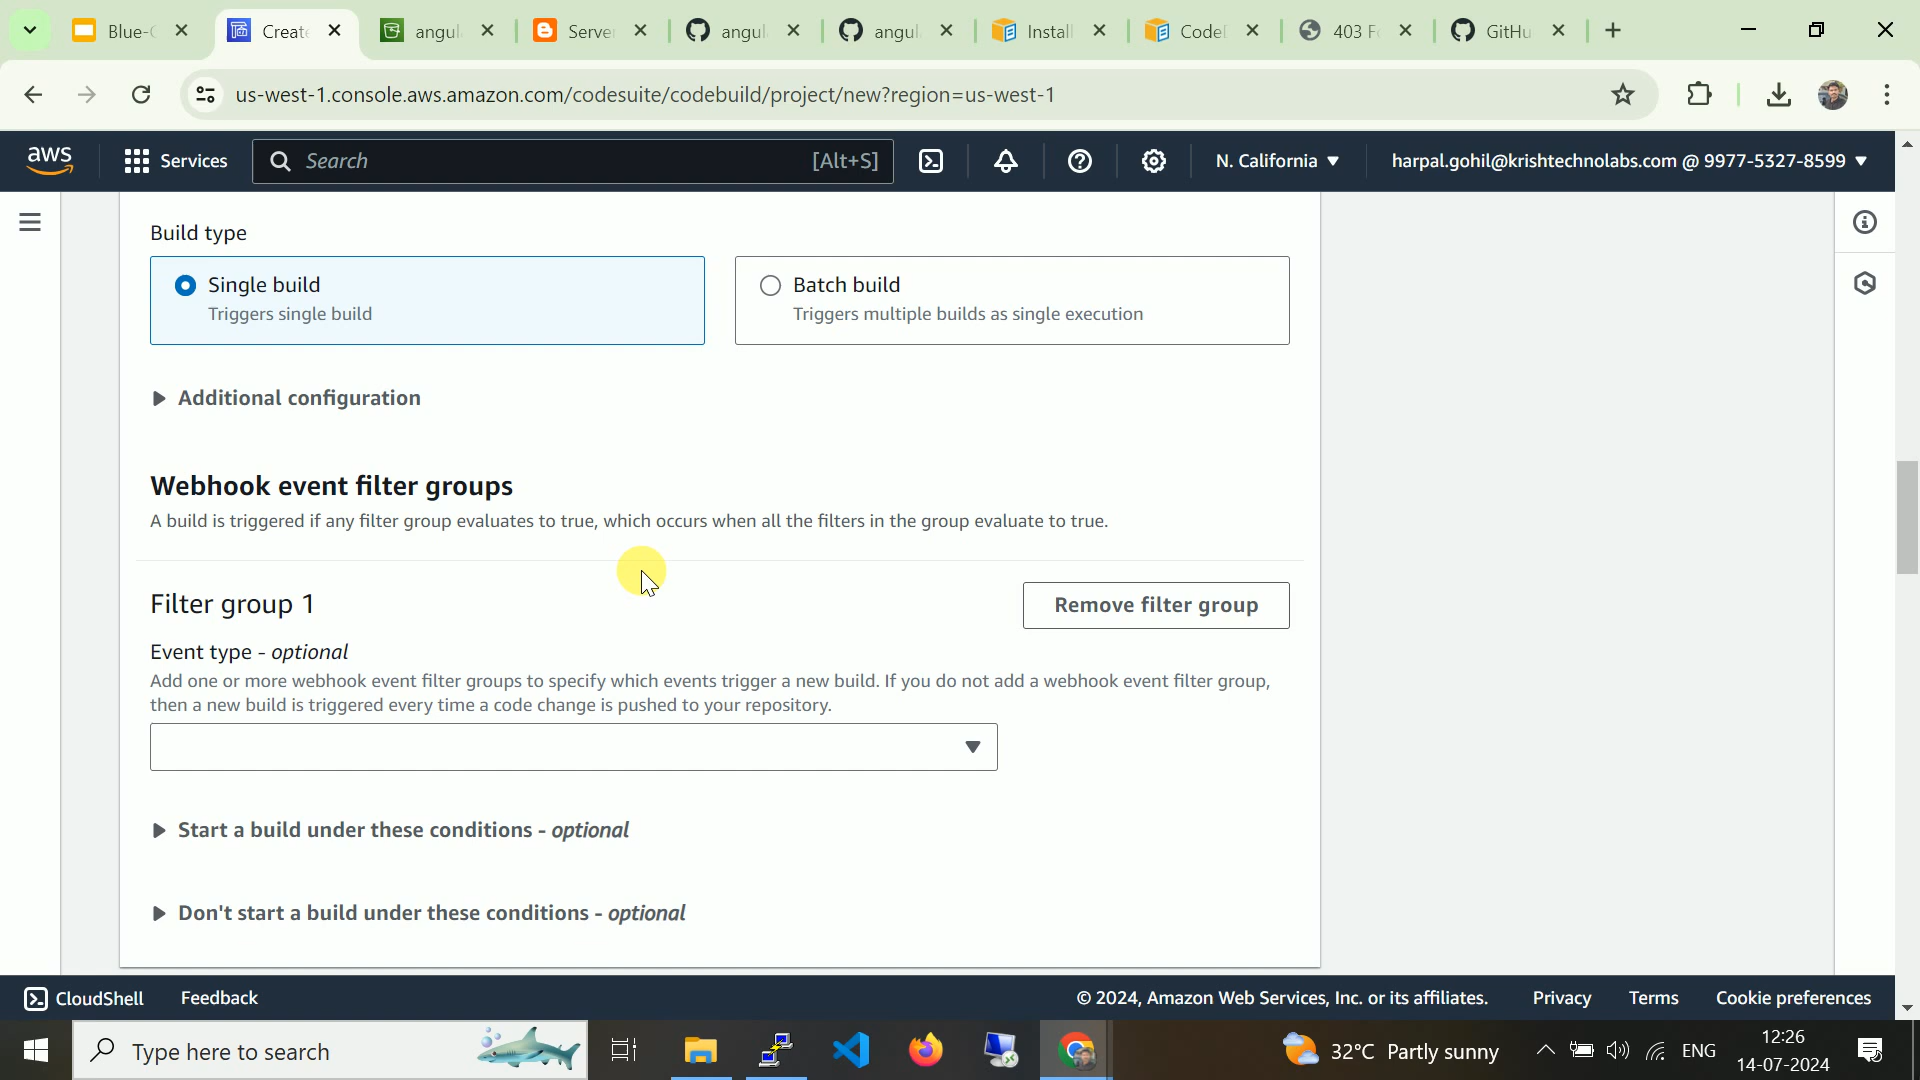 Blue-C
Create
angul
Server
angul
angul
Install
CodeD
403 Fo
GitHu
us-west-1.console.aws.amazon.com/codesuite/codebuild/project/new?region=us-west-1
aws
Services
Search
[Alt+S]
N. California
harpal.gohil@krishtechnolabs.com @ 9977-5327-8599
Build type
Single build
Triggers single build
Batch build
Triggers multiple builds as single execution
Additional configuration
Webhook event filter groups
A build is triggered if any filter group evaluates to true, which occurs when all the filters in the group evaluate to true.
Filter group 1
Remove filter group
Event type - optional
Add one or more webhook event filter groups to specify which events trigger a new build. If you do not add a webhook event filter group,
then a new build is triggered every time a code change is pushed to your repository.
Start a build under these conditions - optional
Don't start a build under these conditions - optional
CloudShell
Feedback
© 2024, Amazon Web Services, Inc. or its affiliates.
Privacy
Terms
Cookie preferences
Type here to search
32°C Partly sunny
ENG
12:26
14-07-2024